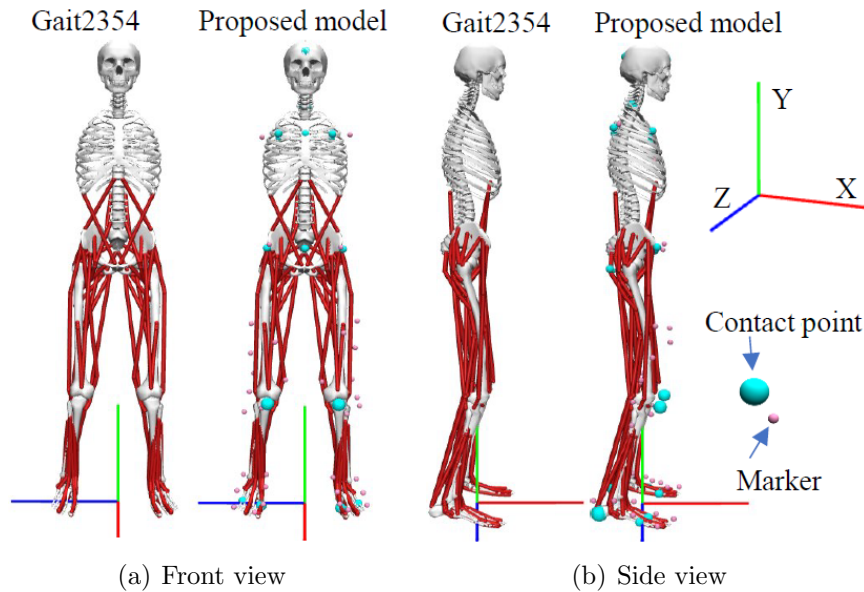 Gait2354
Proposed model
Gait2354
Proposed model
Y
Z
X
Contact point
Marker
(a) Front view
(b) Side view